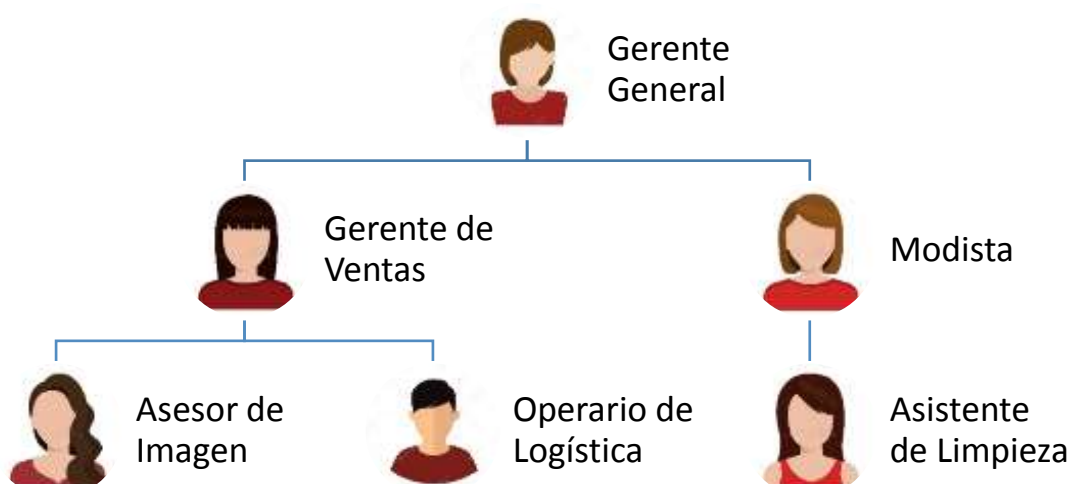 Gerente
General
Gerente de
Ventas
Modista
Asesor de
Imagen
Operario de
Logística
Asistente
de Limpieza